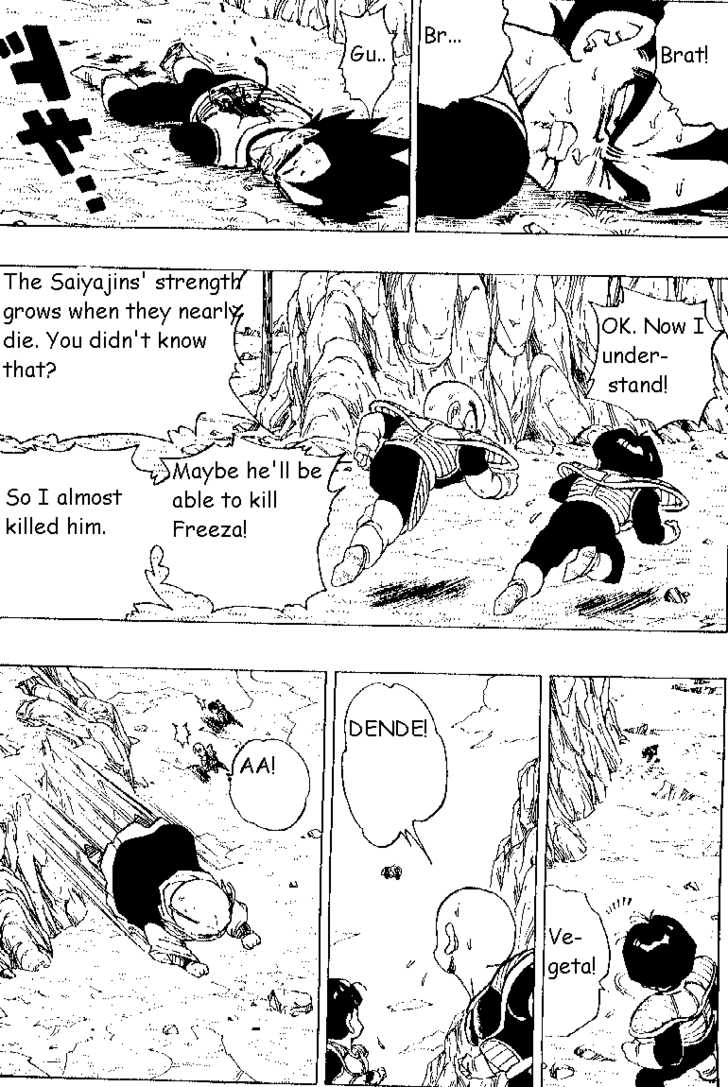 Br...
Brat!
Gu..
OK. Now I
under-
stand!
The Saiyajins' strength
grows when they nearly
die. You didn't know
that?
Maybe he'll be
able to kill
Freeza!
So I almost
killed him.
Ve-
geta!
DENDE!
AA!